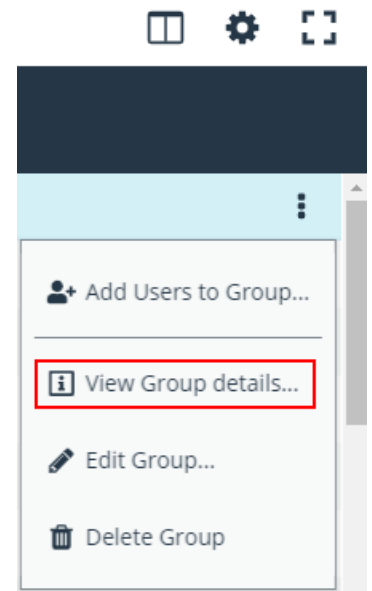 Add Users to Group...
View Group details...
Edit Group...
Delete Group